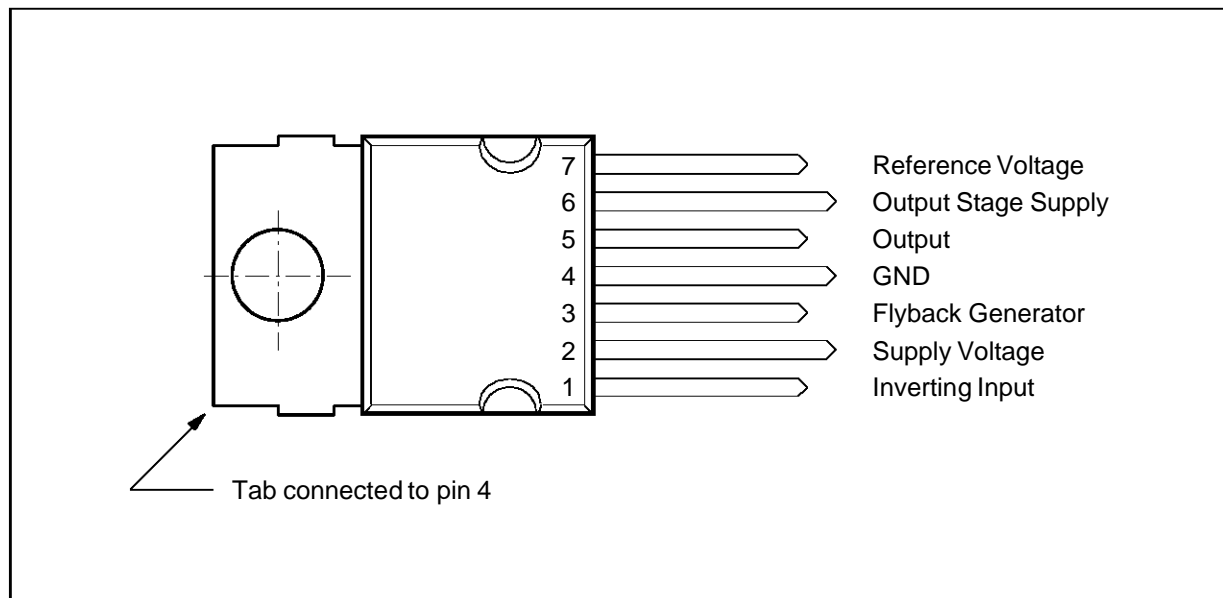 7 Reference Voltage
6 Output Stage Supply
5 Output
4 GND
3 Flyback Generator
2 Supply Voltage
1 Inverting Input
Tab connected to pin 4